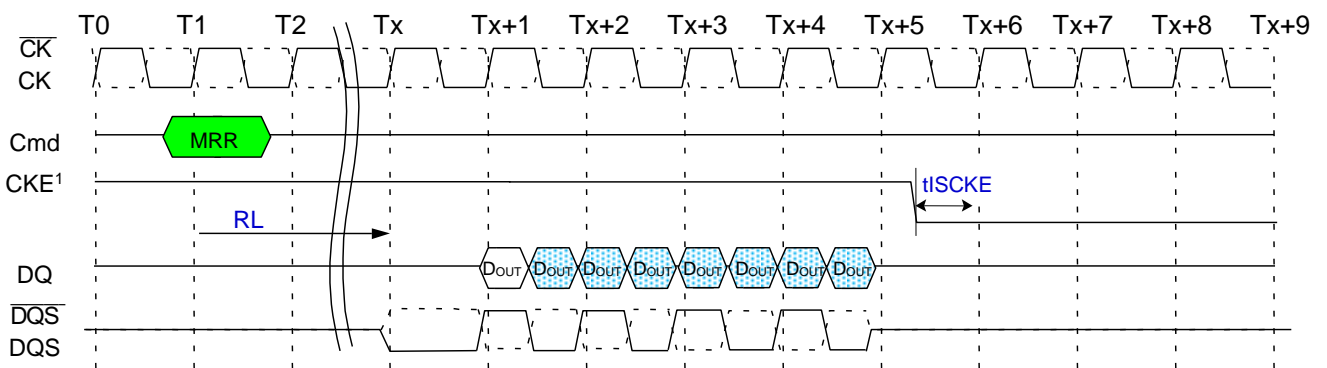 T0 T1 T2 Tx Tx+1 Tx+2 Tx+3 Tx+4 Tx+5 Tx+6 Tx+7 Tx+8 Tx+9
CK
CK
Cmd MRR
CKE1 tISCKE
RL
DQ DOUT DOUT DOUT DOUT DOUT DOUT DOUT DOUT
DQS
DQS